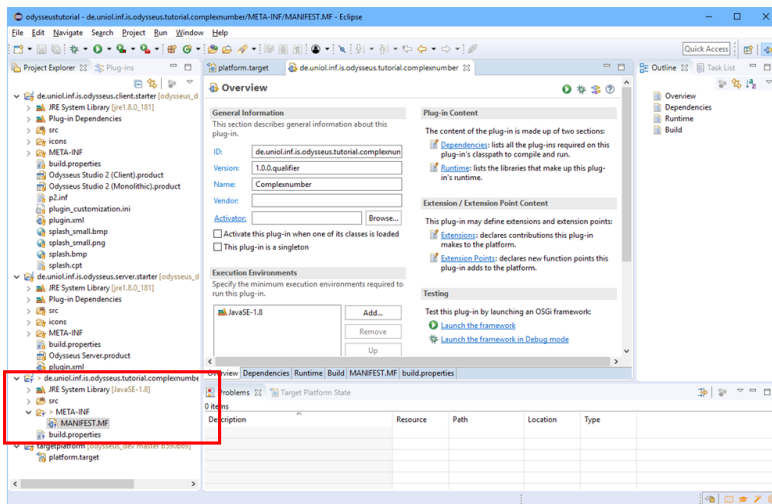 odysseustutorial - de.uniol.inf.is.odysseus.tutorial.complexnumber/META-INF/MANIFEST.MF - Eclipse
File Edit Navigate Search Project Run Window Help
Quick Access
Project Explorer
Plug-ins
de.uniol.inf.is.odysseus.client.starter [odysseus_d
JRE System Library [jre1.8.0_181]
Plug-in Dependencies
src
icons
META-INF
build.properties
Odysseus Studio 2 (Client).product
Odysseus Studio 2 (Monolithic).product
p2.inf
plugin_customization.ini
plugin.xml
splash_small.bmp
splash_small.png
splash.bmp
splash.cpt
de.uniol.inf.is.odysseus.server.starter [odysseus_d
JRE System Library [jre1.8.0_181]
Plug-in Dependencies
src
icons
META-INF
build.properties
Odysseus Server.product
plugin.xml
> de.uniol.inf.is.odysseus.tutorial.complexnumbe
JRE System Library [JavaSE-1.8]
src
> META-INF
MANIFEST.MF
build.properties
targetplatform [odysseus_dev master
platform.target
platform.target
de.uniol.inf.is.odysseus.tutorial.complexnumber
Overview
General Information
This section describes general information about this
plug-in.
ID: de.uniol.inf.is.odysseus.tutorial.complexnun
Version: 1.0.0.qualifier
Name: Complexnumber
Vendor:
Activator: Browse...
Activate this plug-in when one of its classes is loaded
This plug-in is a singleton
Execution Environments
Specify the minimum execution environments required to
run this plug-in.
JavaSE-1.8
Add...
Remove
Up
Plug-in Content
The content of the plug-in is made up of two sections:
Dependencies: lists all the plug-ins required on this
plug-in's classpath to compile and run.
Runtime: lists the libraries that make up this plug-
in's runtime.
Extension / Extension Point Content
This plug-in may define extensions and extension points:
Extensions: declares contributions this plug-in
makes to the platform.
Extension Points: declares new function points this
plug-in adds to the platform.
Testing
Test this plug-in by launching an OSGi framework:
Launch the framework
Launch the framework in Debug mode
Overview Dependencies Runtime Build MANIFEST.MF build.properties
Problems
Target Platform State
0 items
Description Resource Path Location Type
Outline
Task List
Overview
Dependencies
Runtime
Build